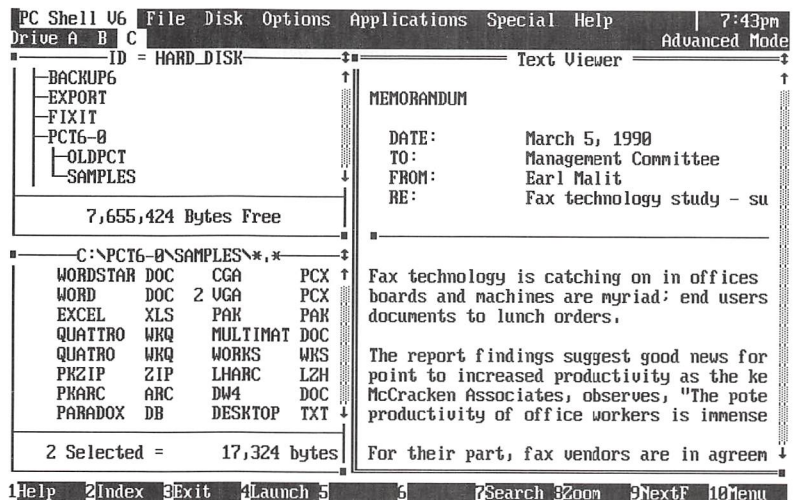 PC Shell V6 File Disk Options Applications Special Help 7:43pm
Drive A B C Advanced Mode
ID = HARD_DISK
BACKUP6
EXPORT
FIXIT
PCT6-0
OLDPCT
SAMPLES
7,655,424 Bytes Free
C:\PCT6-0\SAMPLES\*.*
WORDSTAR DOC CGA PCX
WORD DOC 2 VGA PCX
EXCEL XLS PAK PAK
QUATTRO WKQ MULTIMAT DOC
QUATRO WKQ WORKS WKS
PKZIP ZIP LHARC LZH
PKARC ARC DW4 DOC
PARADOX DB DESKTOP TXT
2 Selected = 17,324 bytes
Text Viewer
MEMORANDUM
DATE: March 5, 1990
TO: Management Committee
FROM: Earl Malit
RE: Fax technology study - su
Fax technology is catching on in offices
boards and machines are myriad; end users
documents to lunch orders.
The report findings suggest good news for
point to increased productivity as the ke
McCracken Associates, observes, "The pote
productivity of office workers is immense
For their part, fax vendors are in agreem
1Help 2Index 3Exit 4Launch 5 6 7Search 8Zoom 9NextF 10Menu